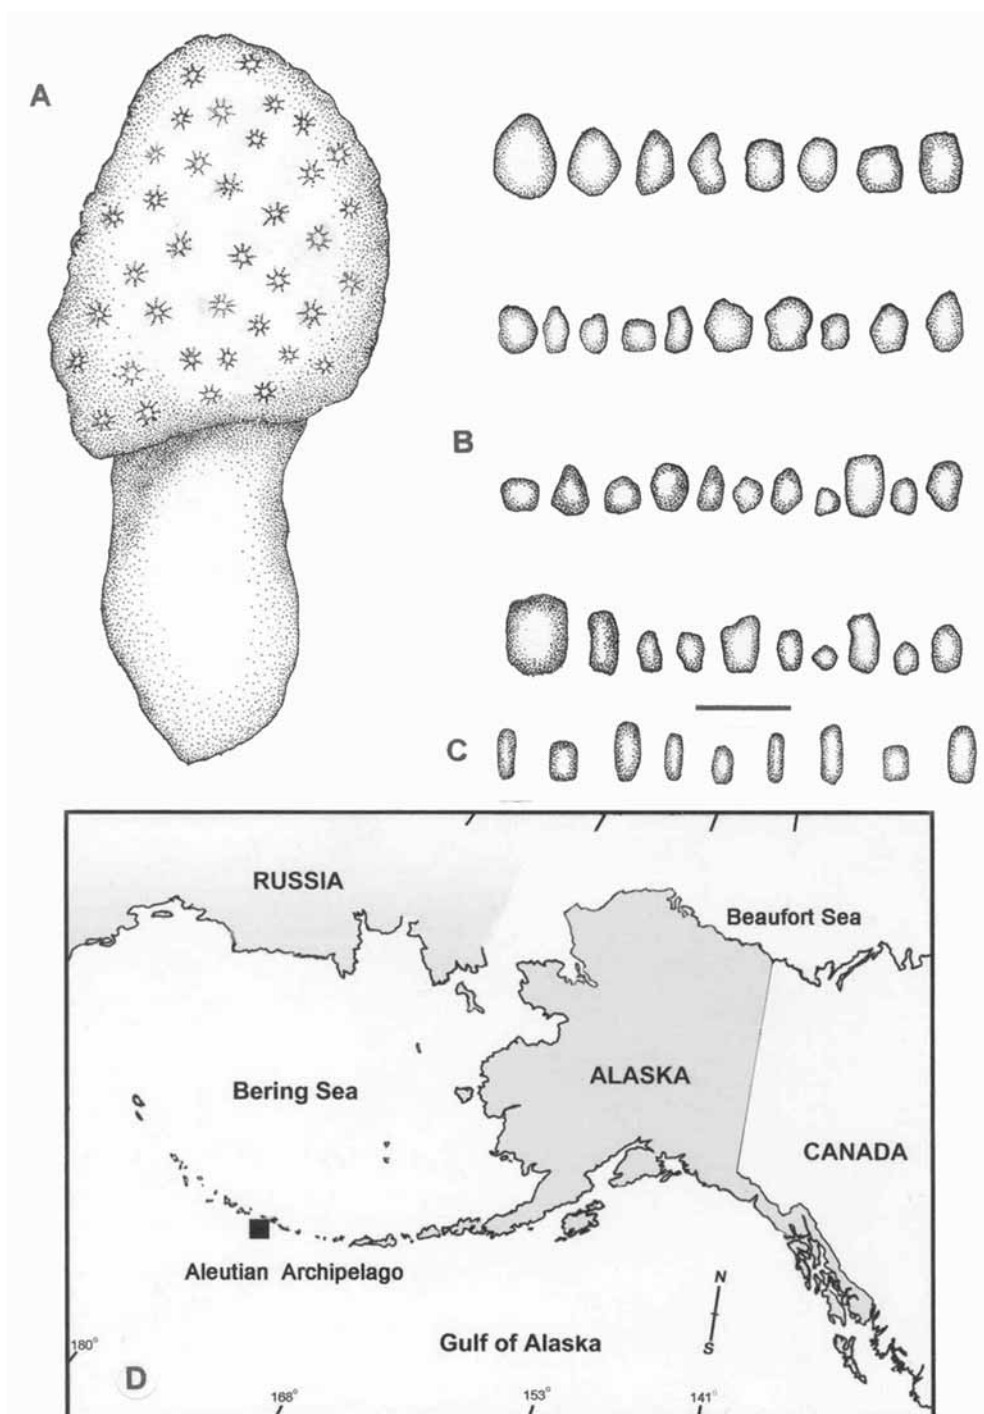 A
B
C
RUSSIA
Beaufort Sea
Bering Sea
ALASKA
CANADA
Aleutian Archipelago
N
S
Gulf of Alaska
180°
D
168°
153°
141°